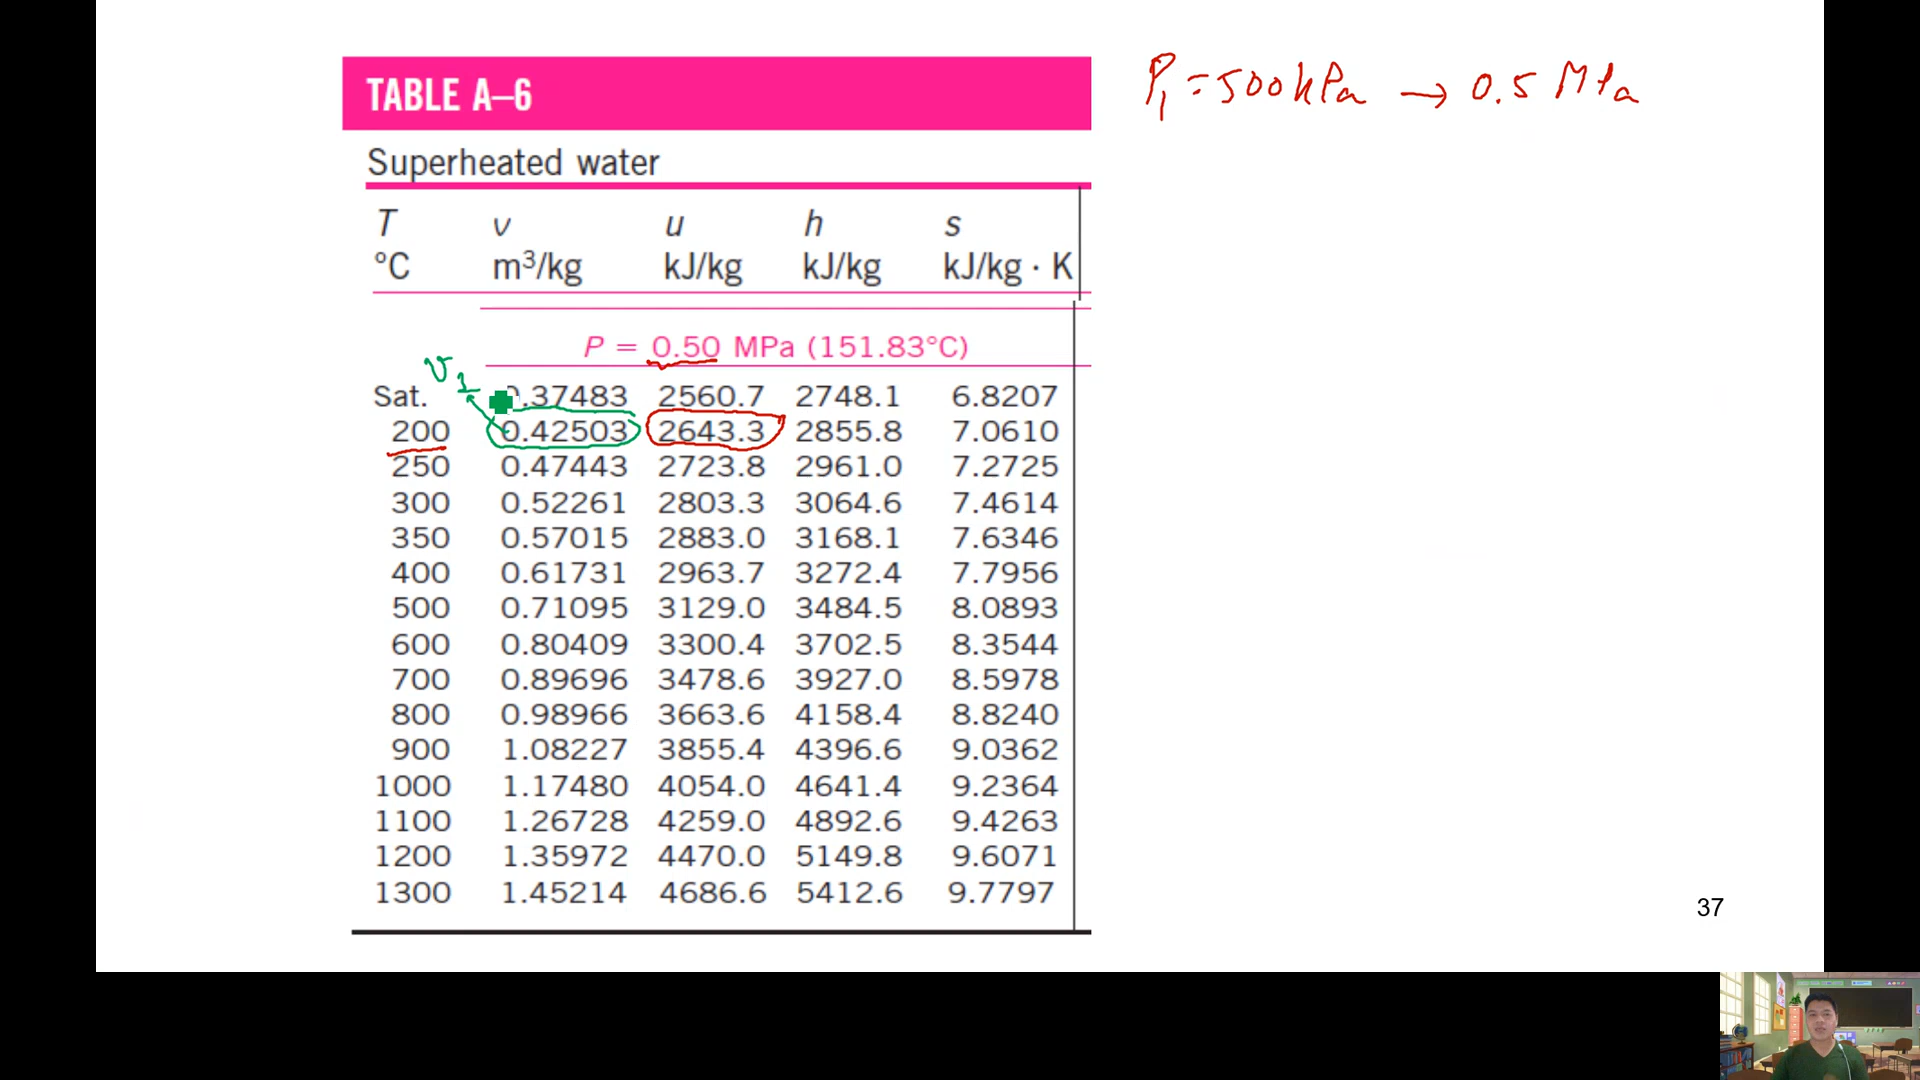 TABLE A–6
P₁ = 500 kPa → 0.5 MPa
Superheated water
T v u h s
°C m³/kg kJ/kg kJ/kg kJ/kg · K
P = 0.50 MPa (151.83°C)
v₁
Sat. 0.37483 2560.7 2748.1 6.8207
200 0.42503 2643.3 2855.8 7.0610
250 0.47443 2723.8 2961.0 7.2725
300 0.52261 2803.3 3064.6 7.4614
350 0.57015 2883.0 3168.1 7.6346
400 0.61731 2963.7 3272.4 7.7956
500 0.71095 3129.0 3484.5 8.0893
600 0.80409 3300.4 3702.5 8.3544
700 0.89696 3478.6 3927.0 8.5978
800 0.98966 3663.6 4158.4 8.8240
900 1.08227 3855.4 4396.6 9.0362
1000 1.17480 4054.0 4641.4 9.2364
1100 1.26728 4259.0 4892.6 9.4263
1200 1.35972 4470.0 5149.8 9.6071
1300 1.45214 4686.6 5412.6 9.7797
37